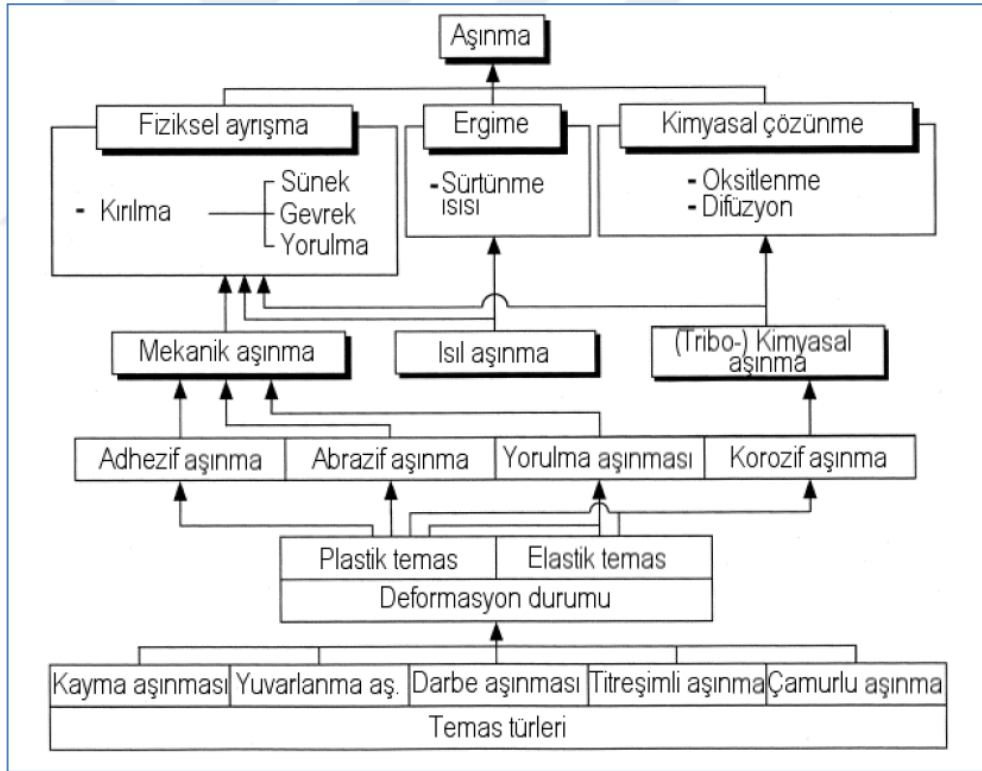 Aşınma
Fiziksel ayrışma
Ergime
Kimyasal çözünme
- Kırılma
Sünek
Gevrek
Yorulma
- Sürtünme
ısısı
- Oksitlenme
- Difüzyon
Mekanik aşınma
Isıl aşınma
(Tribo-) Kimyasal
aşınma
Adhezif aşınma
Abrazif aşınma
Yorulma aşınması
Korozif aşınma
Plastik temas
Elastik temas
Deformasyon durumu
Kayma aşınması
Yuvarlanma aş.
Darbe aşınması
Titreşimli aşınma
Çamurlu aşınma
Temas türleri